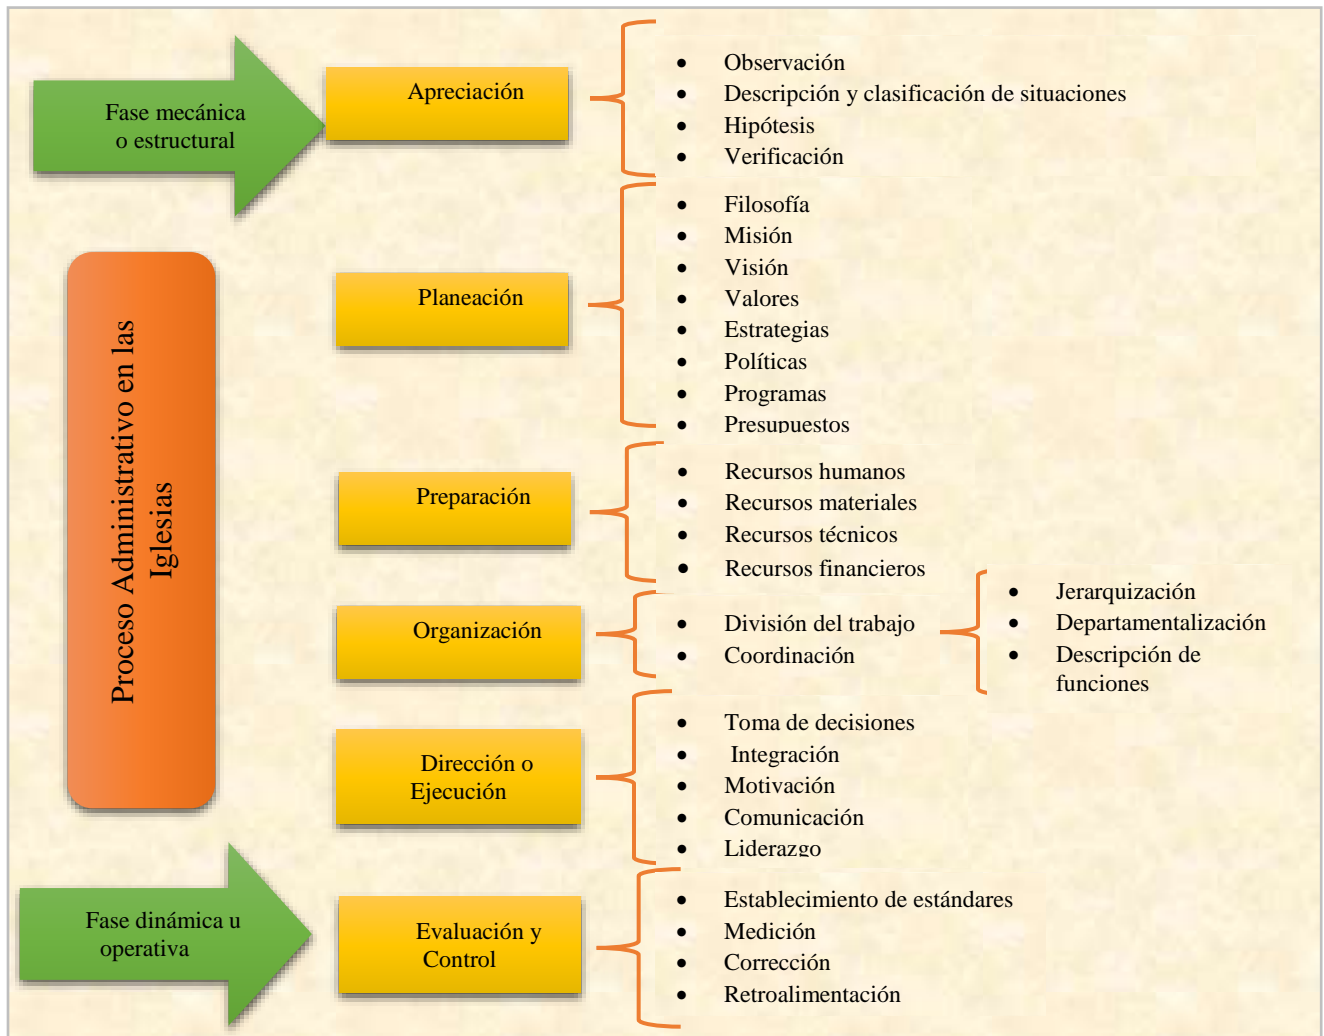 Fase mecánica
o estructural
Apreciación
• Observación
• Descripción y clasificación de situaciones
• Hipótesis
• Verificación
Proceso Administrativo en las
Iglesias
Planeación
• Filosofía
• Misión
• Visión
• Valores
• Estrategias
• Políticas
• Programas
• Presupuestos
Preparación
• Recursos humanos
• Recursos materiales
• Recursos técnicos
• Recursos financieros
Organización
• División del trabajo
• Coordinación
• Jerarquización
• Departamentalización
• Descripción de
funciones
Dirección o
Ejecución
• Toma de decisiones
• Integración
• Motivación
• Comunicación
• Liderazgo
Fase dinámica u
operativa
Evaluación y
Control
• Establecimiento de estándares
• Medición
• Corrección
• Retroalimentación